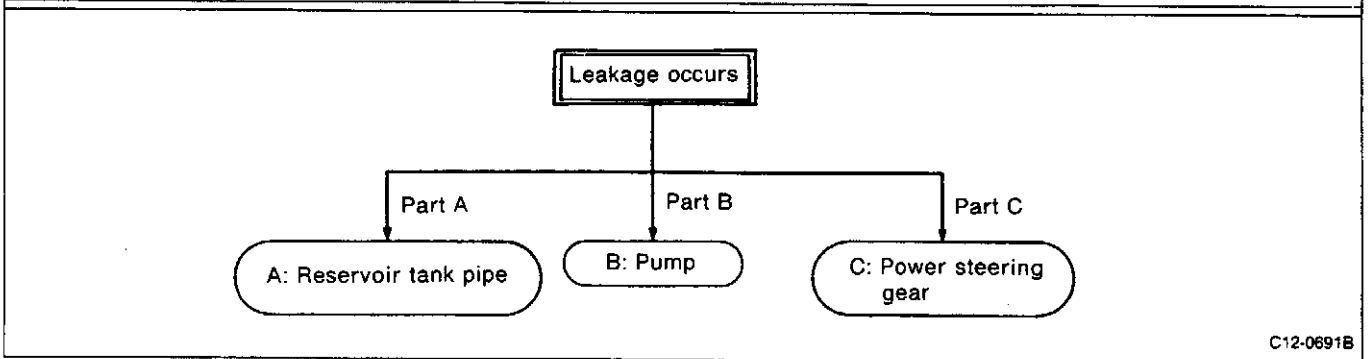 Leakage occurs
Part A
Part B
Part C
A: Reservoir tank pipe
B: Pump
C: Power steering
gear
C12-0691B